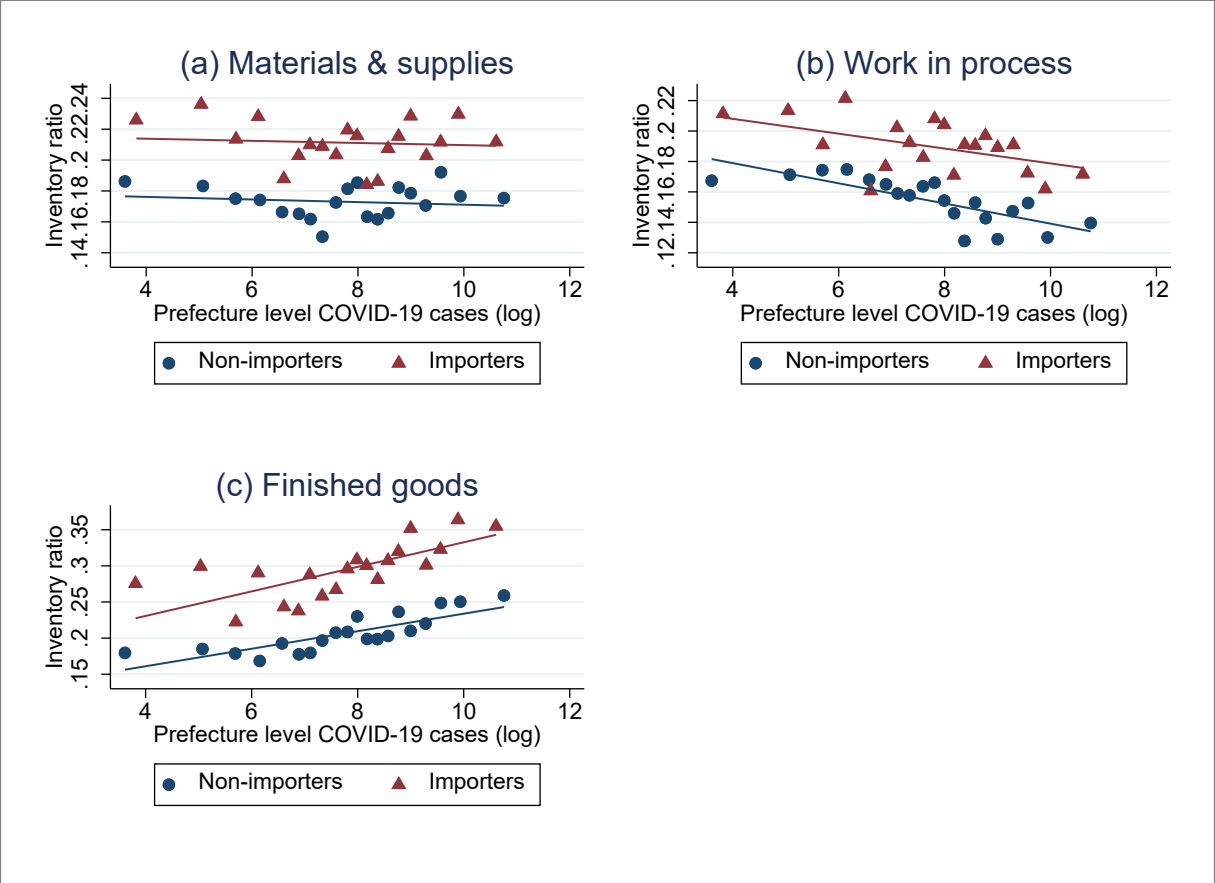 (a) Materials & supplies
Inventory ratio
.14 .16 .18 .2 .22 .24
4 6 8 10 12
Prefecture level COVID-19 cases (log)
Non-importers Importers
(b) Work in process
Inventory ratio
.12 .14 .16 .18 .2 .22
4 6 8 10 12
Prefecture level COVID-19 cases (log)
Non-importers Importers
(c) Finished goods
Inventory ratio
.15 .2 .25 .3 .35
4 6 8 10 12
Prefecture level COVID-19 cases (log)
Non-importers Importers